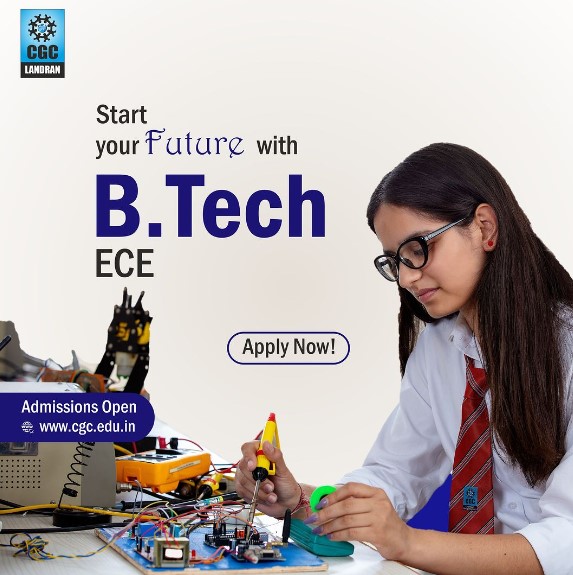 CGC
LANDRAN
Start
your Future with
B.Tech
ECE
Apply Now!
Admissions Open
www.cgc.edu.in